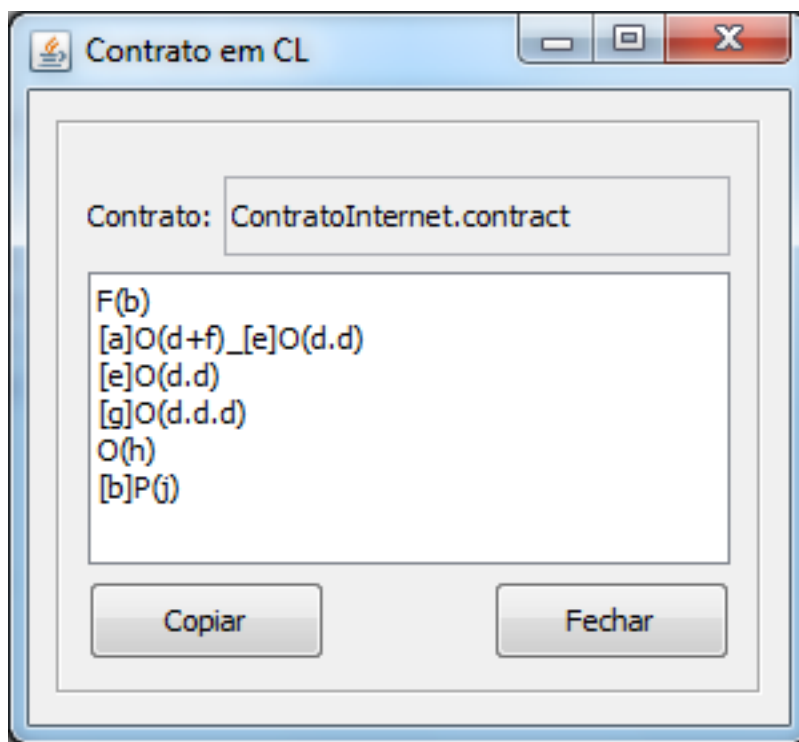 Contrato em CL
Contrato: ContratoInternet.contract
F(b)
[a]O(d+f)_[e]O(d.d)
[e]O(d.d)
[g]O(d.d.d)
O(h)
[b]P(j)
Copiar Fechar